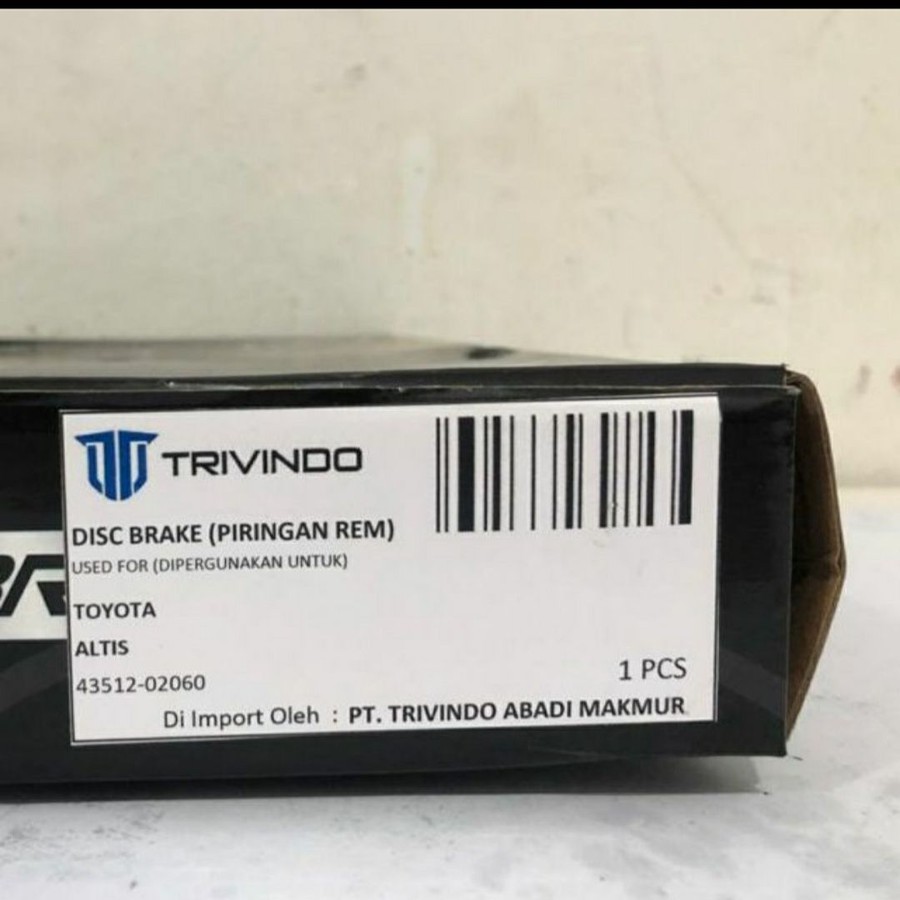 TRIVINDO
DISC BRAKE (PIRINGAN REM)
USED FOR (DIPERGUNAKAN UNTUK)
TOYOTA
ALTIS
43512-02060
1 PCS
Di Import Oleh : PT. TRIVINDO ABADI MAKMUR